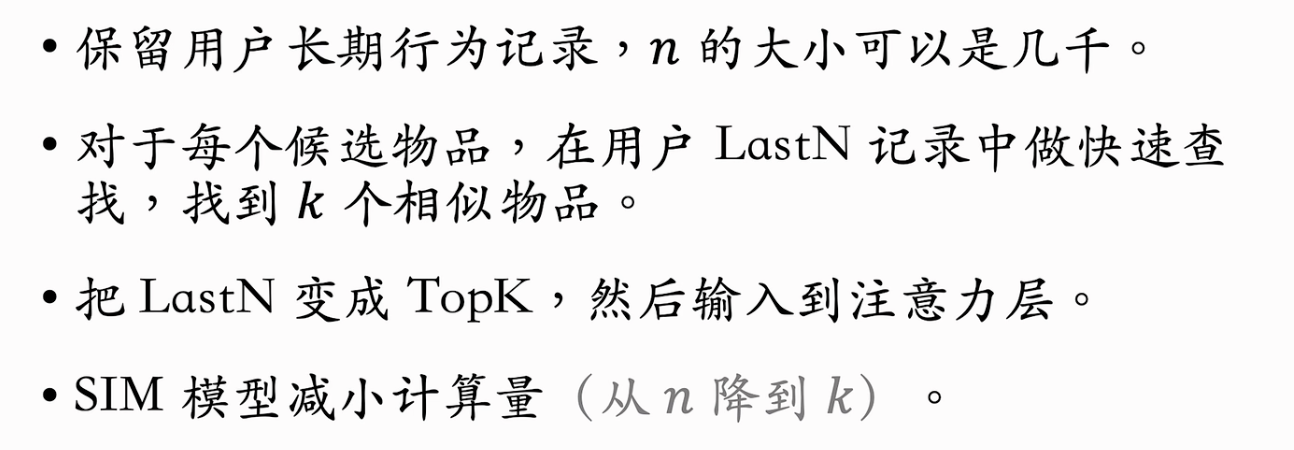 • 保留用户长期行为记录，n 的大小可以是几千。
• 对于每个候选物品，在用户 LastN 记录中做快速查
找，找到 k 个相似物品。
• 把 LastN 变成 TopK，然后输入到注意力层。
• SIM 模型减小计算量（从 n 降到 k）。